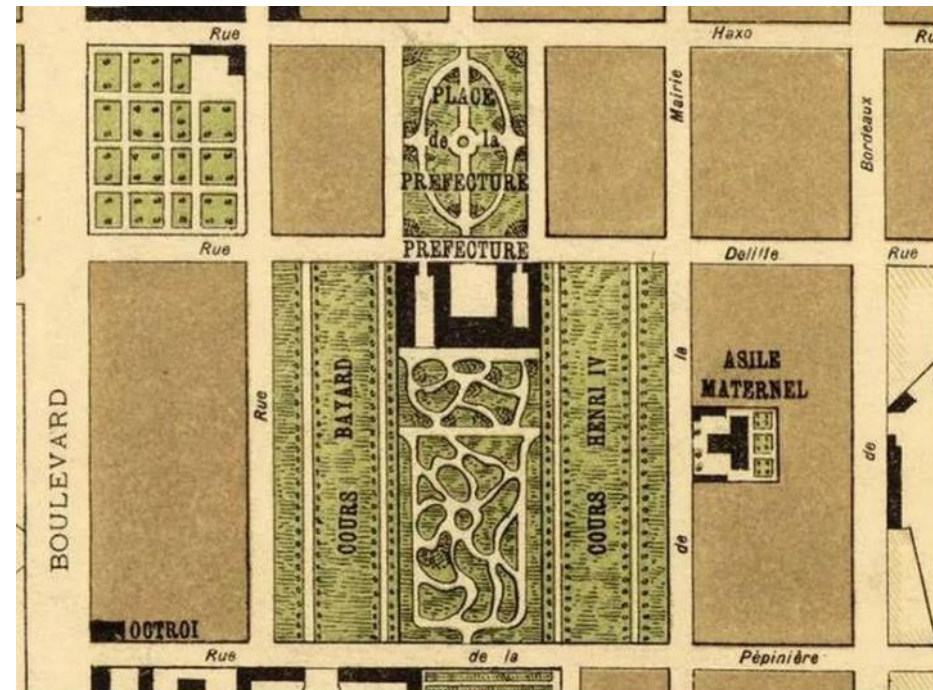 Rue Haxo Ru
PLACE
de la
PREFECTURE
Mairie
Bordeaux
Rue PREFECTURE Delille Rue
BOULEVARD
Rue
COURS BAYARD
COURS HENRI IV
la
de
ASILE
MATERNEL
de
OCTROI
Rue de la Pépinière